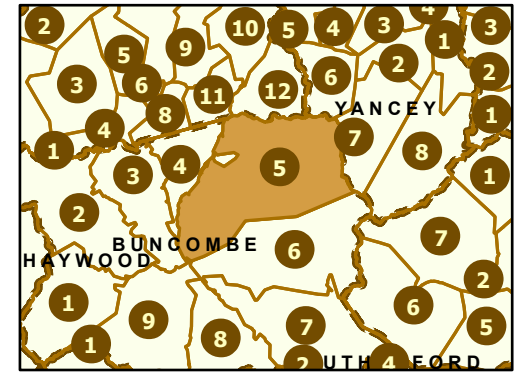 2 10 5 4 4 3 3
5 9 1
3 6 12 6 2 2
11
8 YANCEY 1
4 7
1 3 4 5 8 1
2
BUNCOMBE 6 7
HAYWOOD
1 9 8 7 6 2
5
1 2 UTH 4 FORD